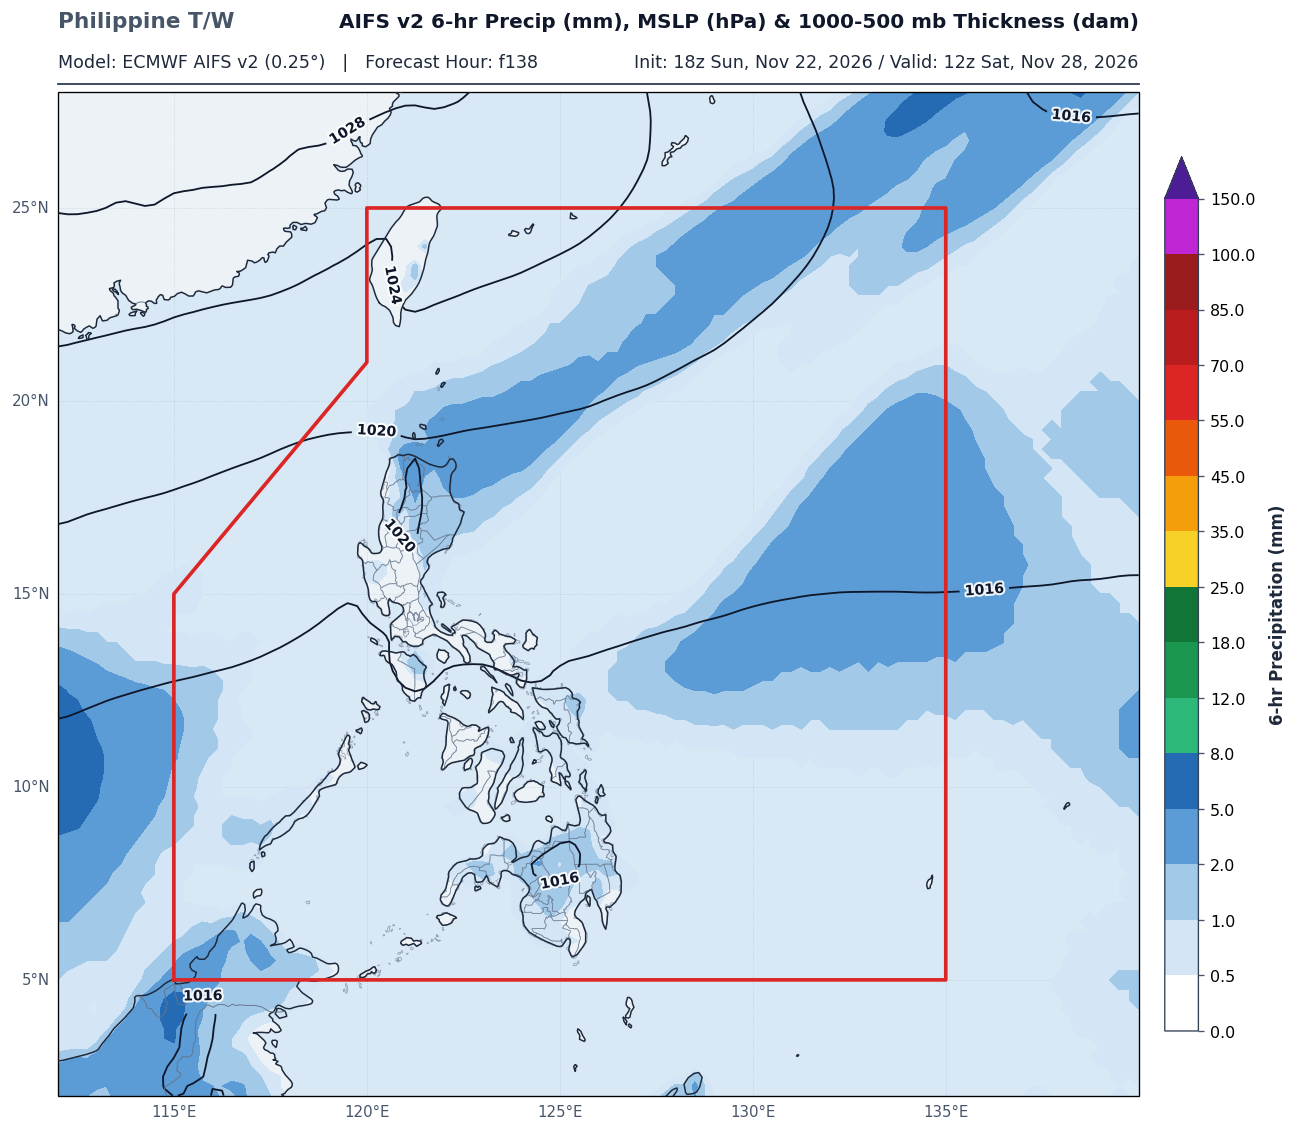 Philippine T/W
AIFS v2 6-hr Precip (mm), MSLP (hPa) & 1000-500 mb Thickness (dam)
Model: ECMWF AIFS v2 (0.25°)   |   Forecast Hour: f138
Init: 18z Sun, Nov 22, 2026 / Valid: 12z Sat, Nov 28, 2026
1028
1016
1024
1020
1020
1016
1016
1016
25°N
20°N
15°N
10°N
5°N
115°E
120°E
125°E
130°E
135°E
150.0
100.0
85.0
70.0
55.0
45.0
35.0
25.0
18.0
12.0
8.0
5.0
2.0
1.0
0.5
0.0
6-hr Precipitation (mm)